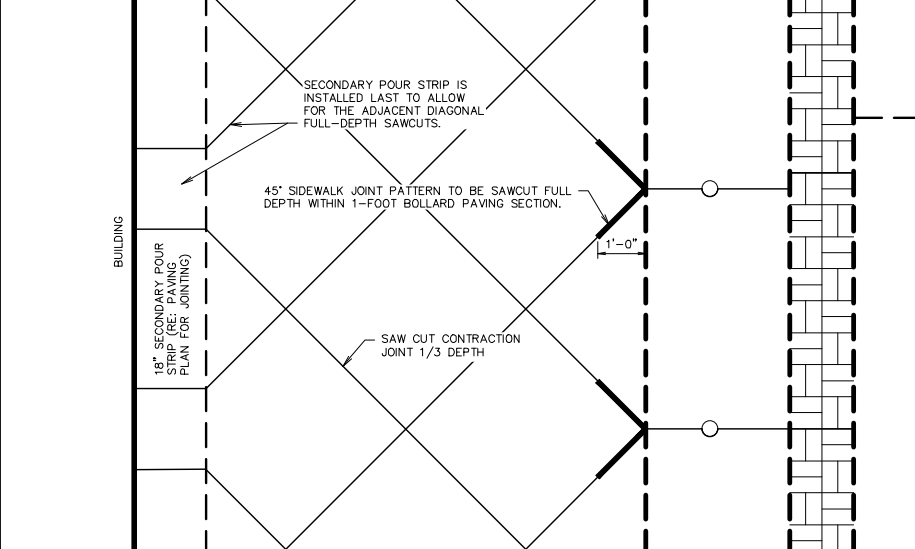 SECONDARY POUR STRIP IS
INSTALLED LAST TO ALLOW
FOR THE ADJACENT DIAGONAL
FULL-DEPTH SAWCUTS.
45° SIDEWALK JOINT PATTERN TO BE SAWCUT FULL
DEPTH WITHIN 1-FOOT BOLLARD PAVING SECTION.
1'-0"
BUILDING
18" SECONDARY POUR
STRIP (RE: PAVING
PLAN FOR JOINTING)
SAW CUT CONTRACTION
JOINT 1/3 DEPTH